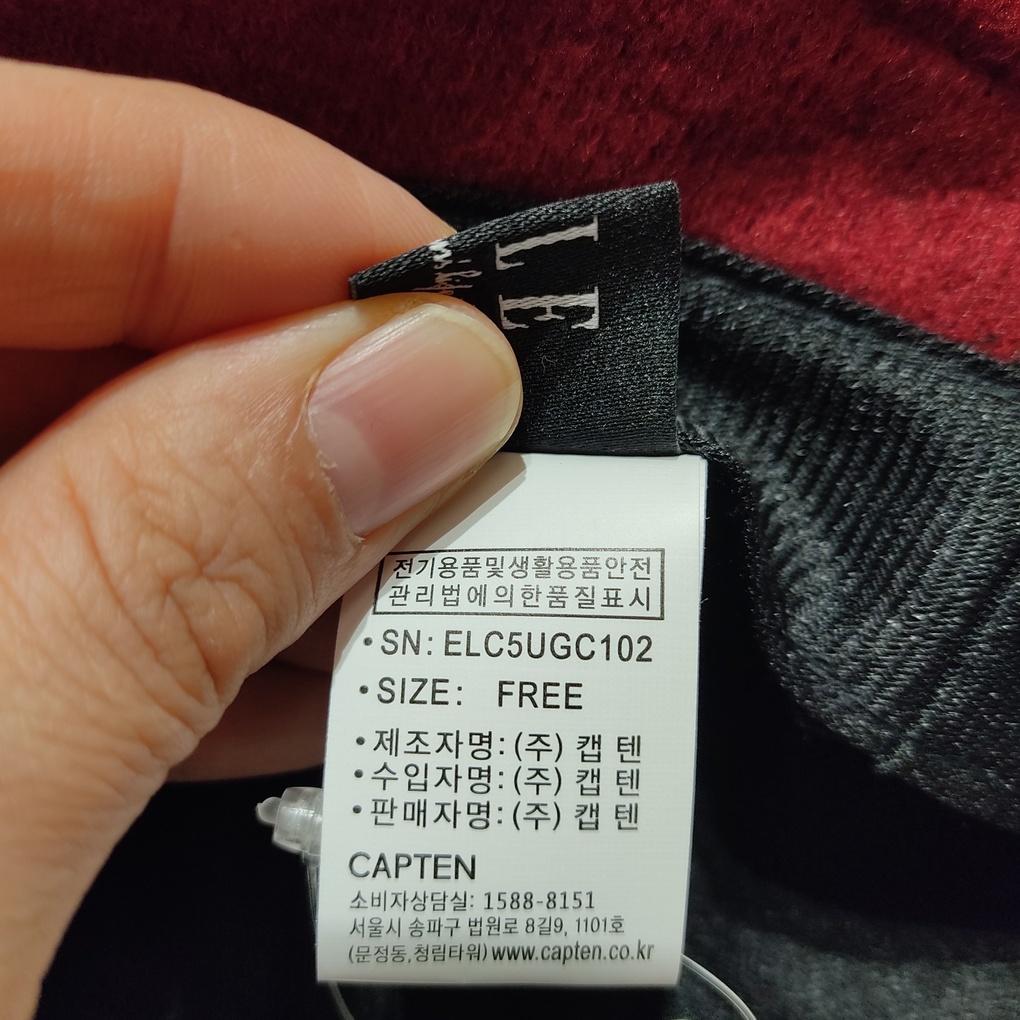 LE
전기용품및생활용품안전
관리법에의한품질표시
•SN: ELC5UGC102
•SIZE: FREE
•제조자명: (주) 캡 텐
•수입자명: (주) 캡 텐
•판매자명: (주) 캡 텐
CAPTEN
소비자상담실: 1588-8151
서울시 송파구 법원로 8길9, 1101호
(문정동,청림타워) www.capten.co.kr